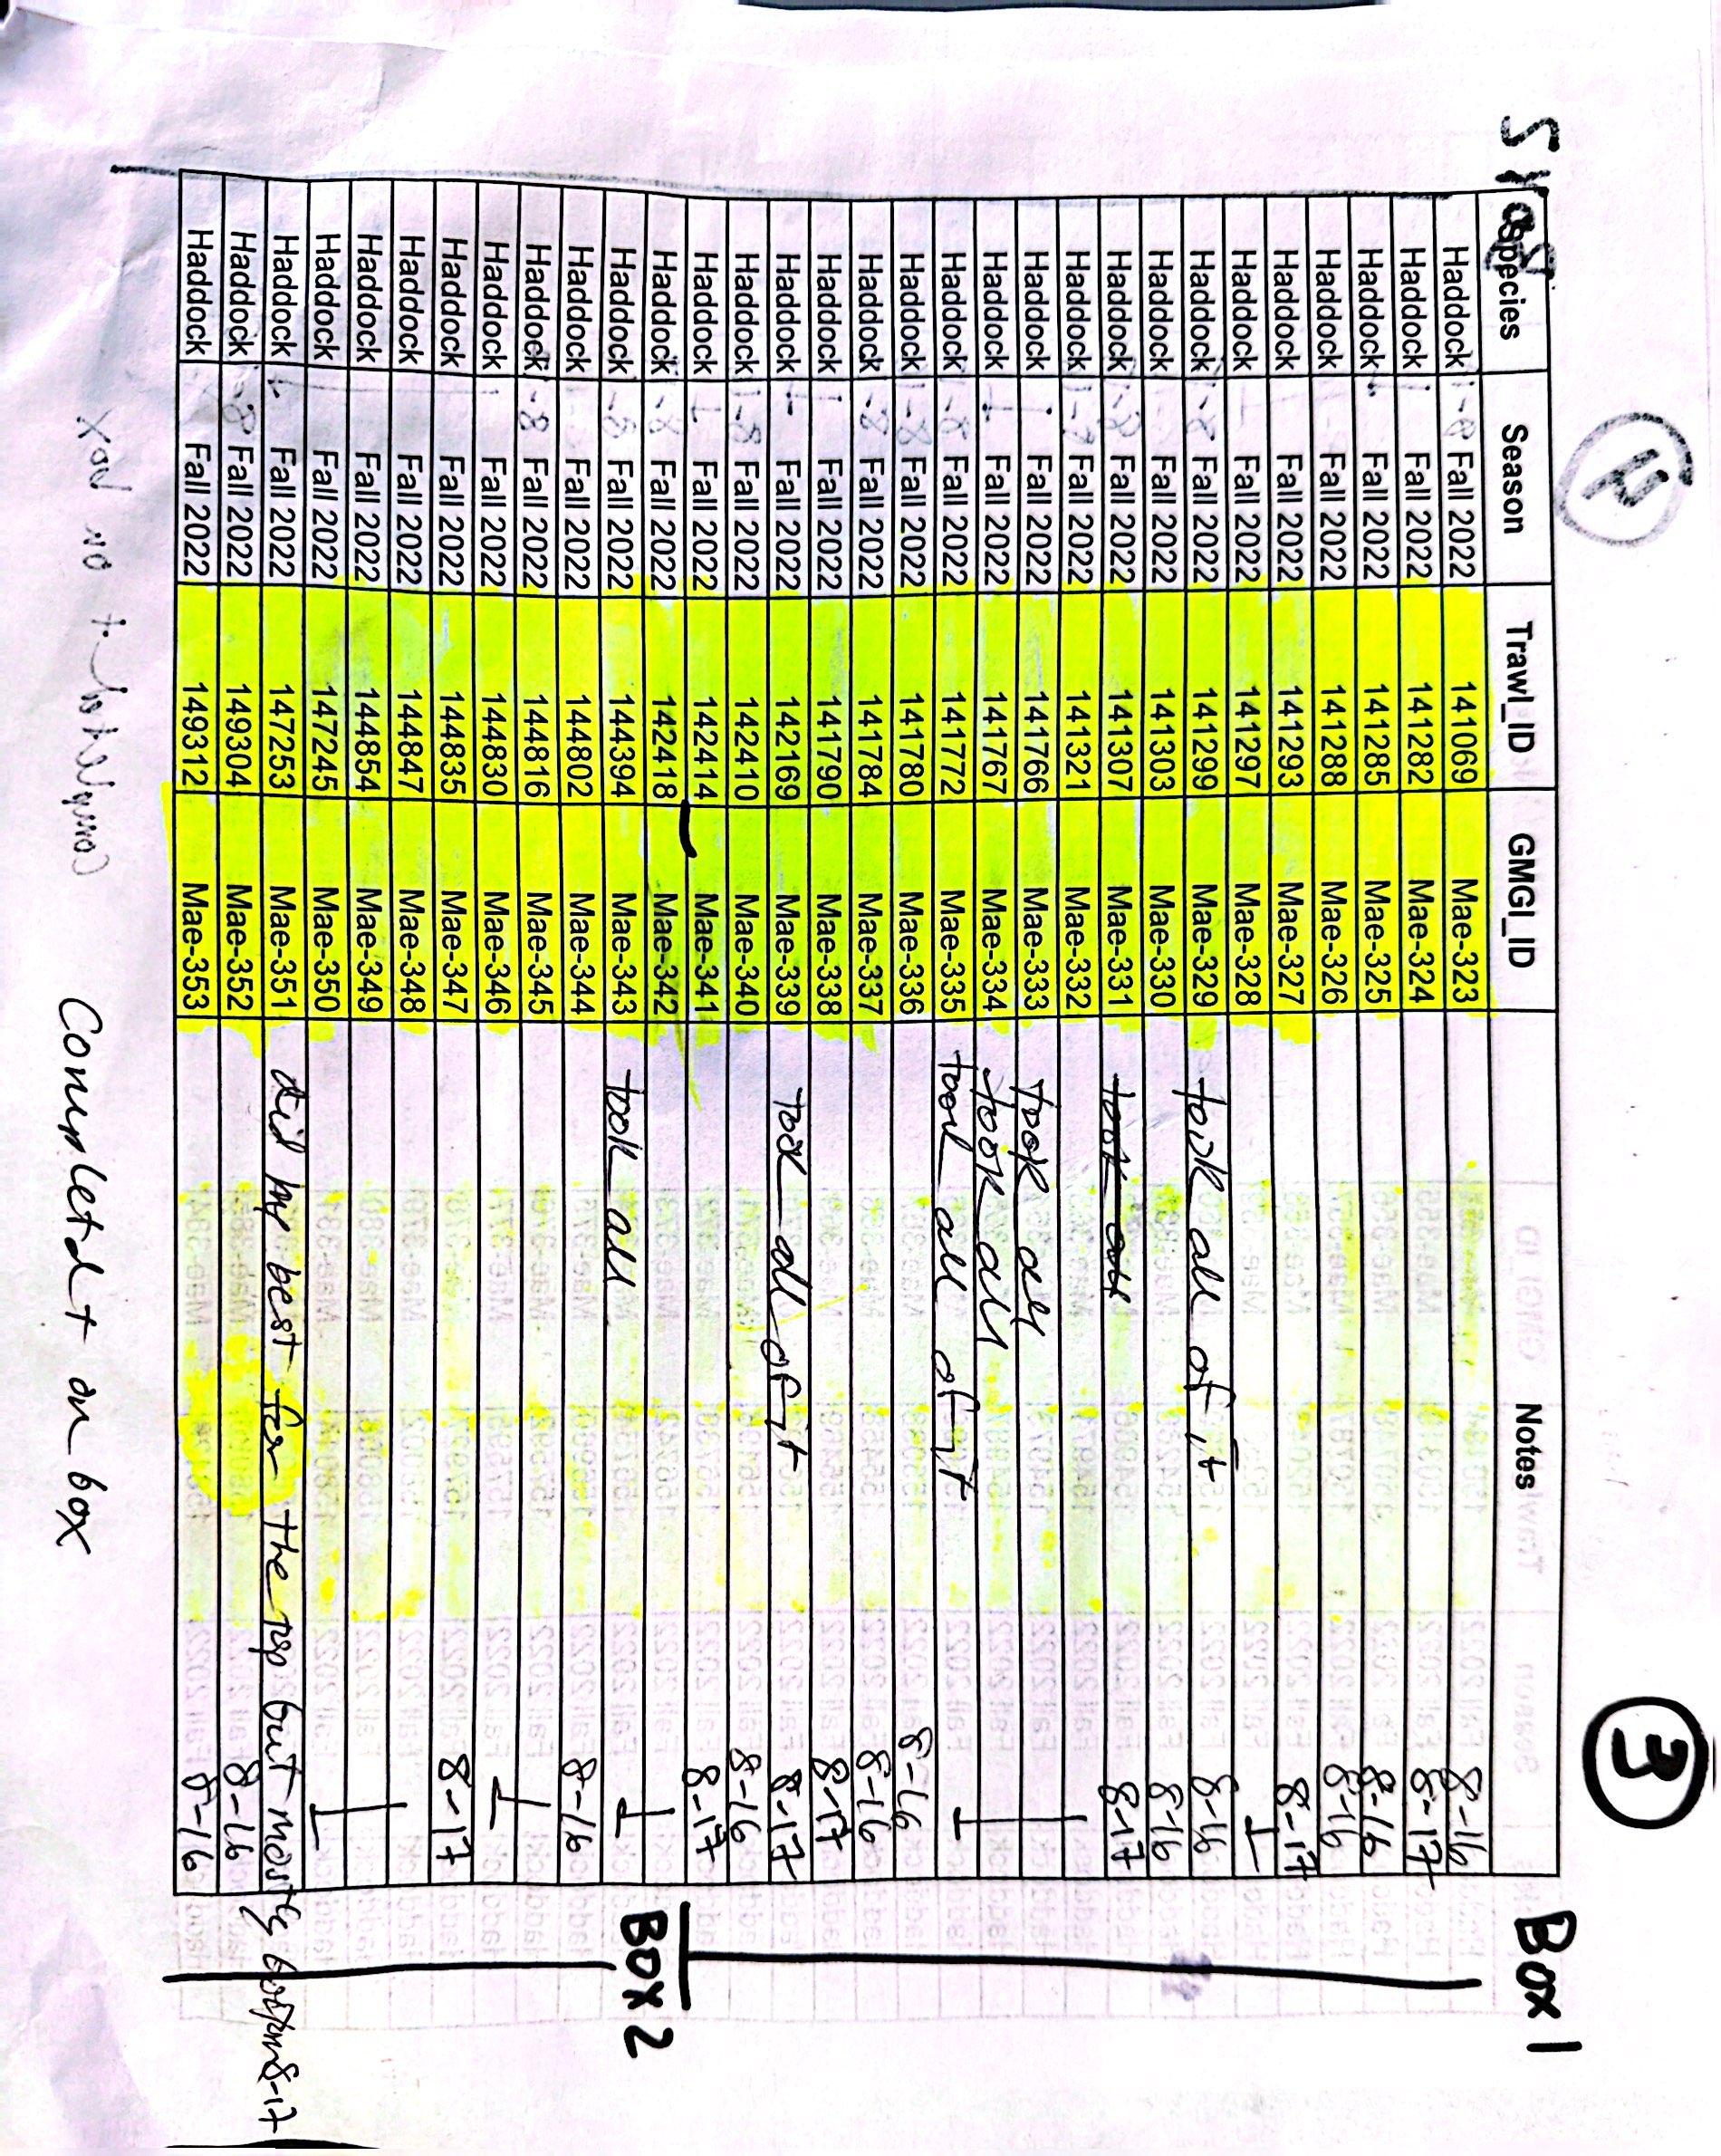 3
Box 1
Species Season Trawl_ID GMGI_ID Notes
Haddock Fall 2022 141069 Mae-323 8-16
Haddock Fall 2022 141282 Mae-324 8-17
Haddock Fall 2022 141285 Mae-325 8-16
Haddock Fall 2022 141288 Mae-326 8-16
Haddock Fall 2022 141293 Mae-327 8-17
Haddock Fall 2022 141297 Mae-328
Haddock Fall 2022 141299 Mae-329 took all of it 8-16
Haddock Fall 2022 141303 Mae-330 8-16
Haddock Fall 2022 141307 Mae-331 took all 8-17
Haddock Fall 2022 141321 Mae-332
Haddock Fall 2022 141766 Mae-333 took all
Haddock Fall 2022 141767 Mae-334 took all
Haddock Fall 2022 141772 Mae-335 took all of it
Haddock Fall 2022 141780 Mae-336 8-16
Haddock Fall 2022 141784 Mae-337 8-16
Haddock Fall 2022 141790 Mae-338 8-17
Haddock Fall 2022 142169 Mae-339 took all of it 8-17
Haddock Fall 2022 142410 Mae-340 8-16
Haddock Fall 2022 142414 Mae-341 8-17
Haddock Fall 2022 142418 Mae-342
BOX 2
Haddock Fall 2022 144394 Mae-343 took all
Haddock Fall 2022 144802 Mae-344 8-16
Haddock Fall 2022 144816 Mae-345
Haddock Fall 2022 144830 Mae-346
Haddock Fall 2022 144835 Mae-347 8-17
Haddock Fall 2022 144847 Mae-348
Haddock Fall 2022 144854 Mae-349
Haddock Fall 2022 147245 Mae-350
Haddock Fall 2022 147253 Mae-351 did my best for the top but mostly bottom 8-17
Haddock Fall 2022 149304 Mae-352 8-16
Haddock Fall 2022 149312 Mae-353 8-16
on box